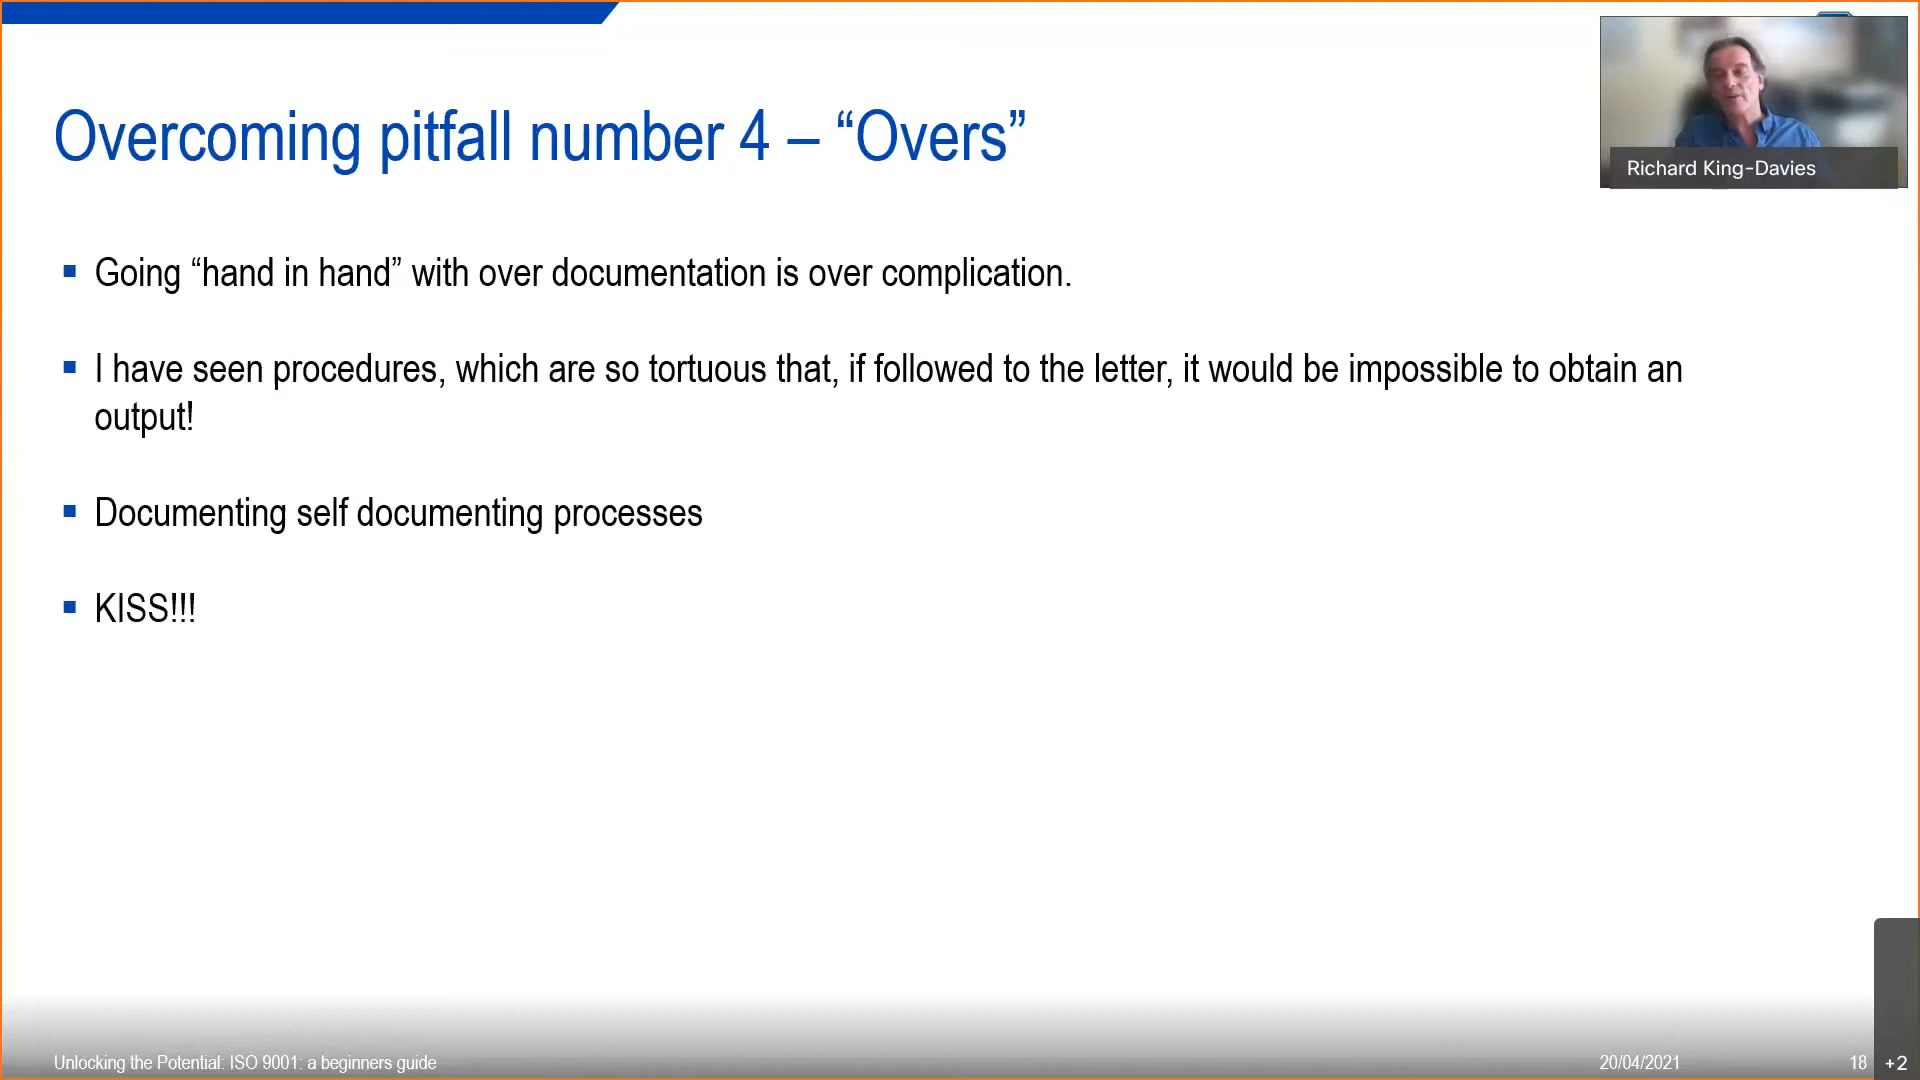 Overcoming pitfall number 4 – “Overs”
Richard King-Davies
▪ Going “hand in hand” with over documentation is over complication.
▪ I have seen procedures, which are so tortuous that, if followed to the letter, it would be impossible to obtain an
output!
▪ Documenting self documenting processes
▪ KISS!!!
Unlocking the Potential: ISO 9001: a beginners guide
20/04/2021
18
+2